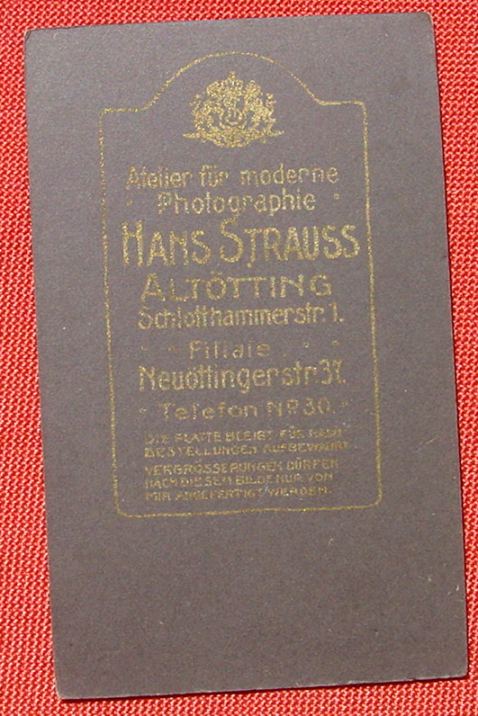 Atelier für moderne
Photographie
HANS STRAUSS
ALTÖTTING
Schlotthammerstr. 1.
Filiale
Neuöttingerstr. 37.
Telefon No 30.
DIE PLATTE BLEIBT FÜR NACH
BESTELLUNGEN AUFBEWAHRT
VERGRÖSSERUNGEN DÜRFEN
NACH DIESEM BILDE NUR VON
MIR ANGEFERTIGT WERDEN.